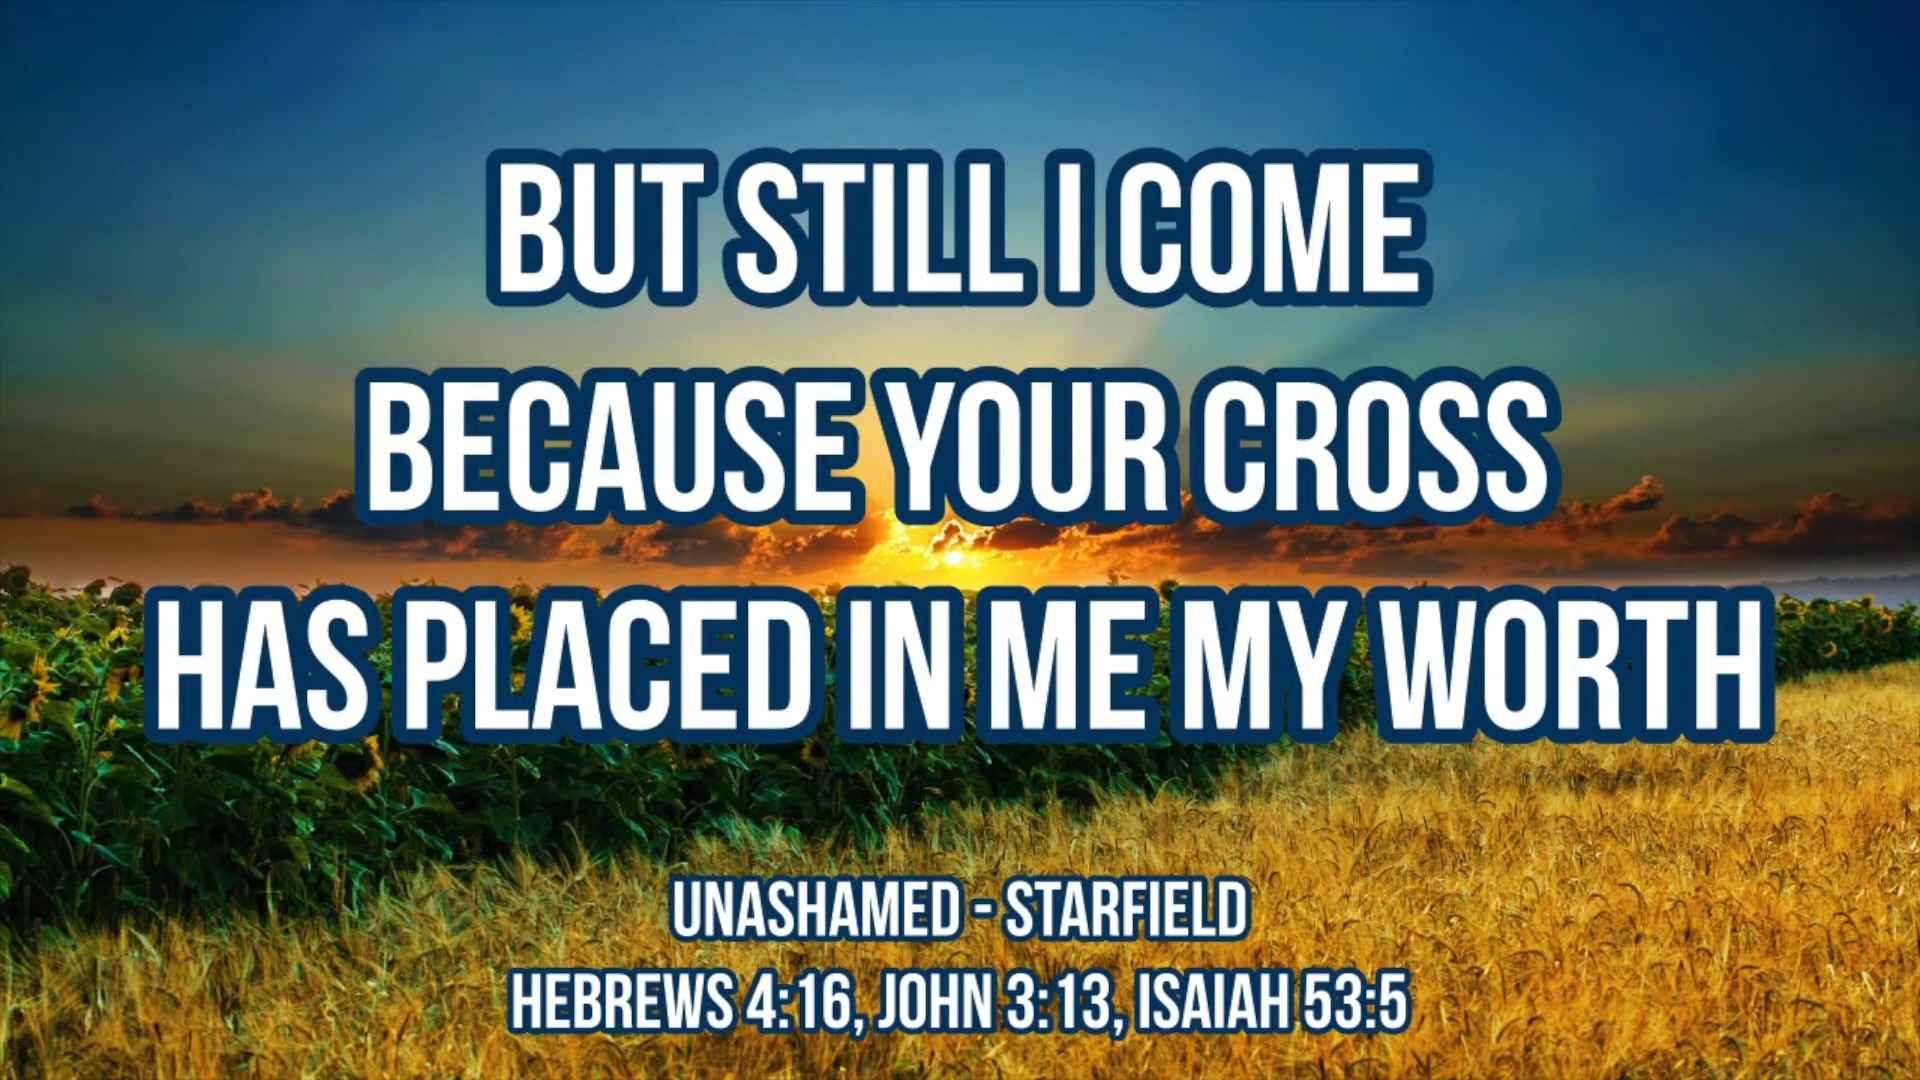 BUT STILL I COME
BECAUSE YOUR CROSS
HAS PLACED IN ME MY WORTH
UNASHAMED - STARFIELD
HEBREWS 4:16, JOHN 3:13, ISAIAH 53:5